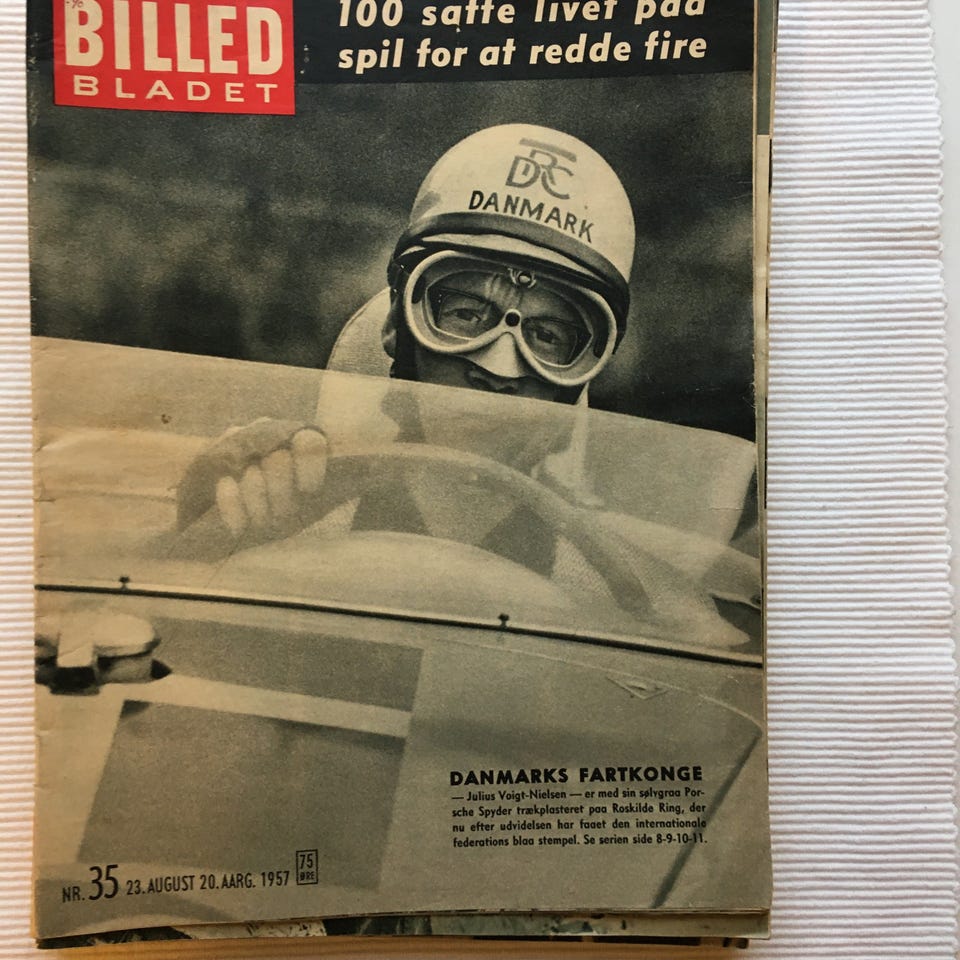 BILLED
BLADET
100 satte livet paa
spil for at redde fire
DRC
DANMARK
DANMARKS FARTKONGE
— Julius Voigt-Nielsen — er med sin sølvgraa Por-
sche Spyder trækplasteret paa Roskilde Ring, der
nu efter udvidelsen har faaet den internationale
federations blaa stempel. Se serien side 8-9-10-11.
NR. 35 23. AUGUST 20. AARG. 1957
75
ØRE